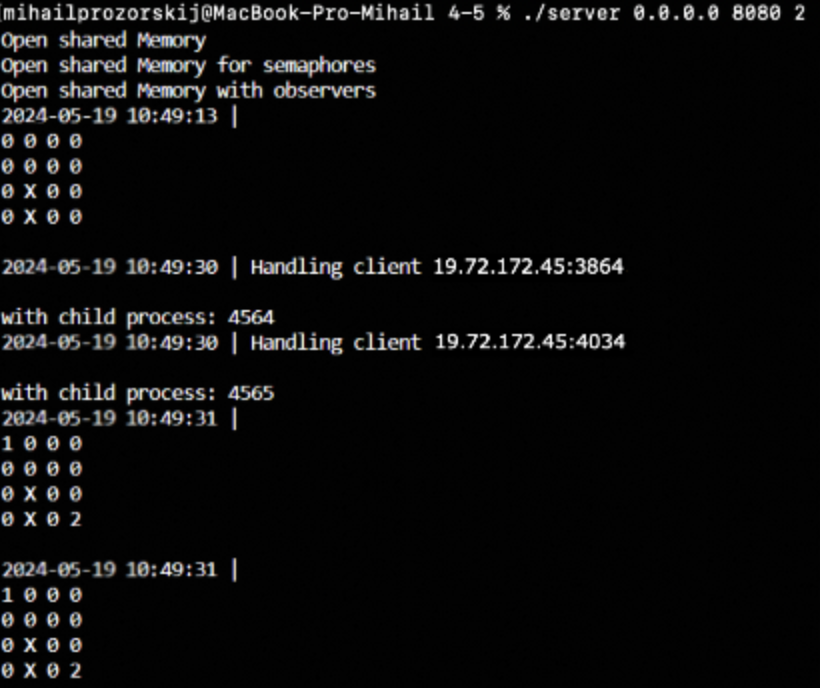 mihailprozorskij@MacBook-Pro-Mihail 4-5 % ./server 0.0.0.0 8080 2
Open shared Memory
Open shared Memory for semaphores
Open shared Memory with observers
2024-05-19 10:49:13 |
0 0 0 0
0 0 0 0
0 X 0 0
0 X 0 0
2024-05-19 10:49:30 | Handling client 19.72.172.45:3864
with child process: 4564
2024-05-19 10:49:30 | Handling client 19.72.172.45:4034
with child process: 4565
2024-05-19 10:49:31 |
1 0 0 0
0 0 0 0
0 X 0 0
0 X 0 2
2024-05-19 10:49:31 |
1 0 0 0
0 0 0 0
0 X 0 0
0 X 0 2